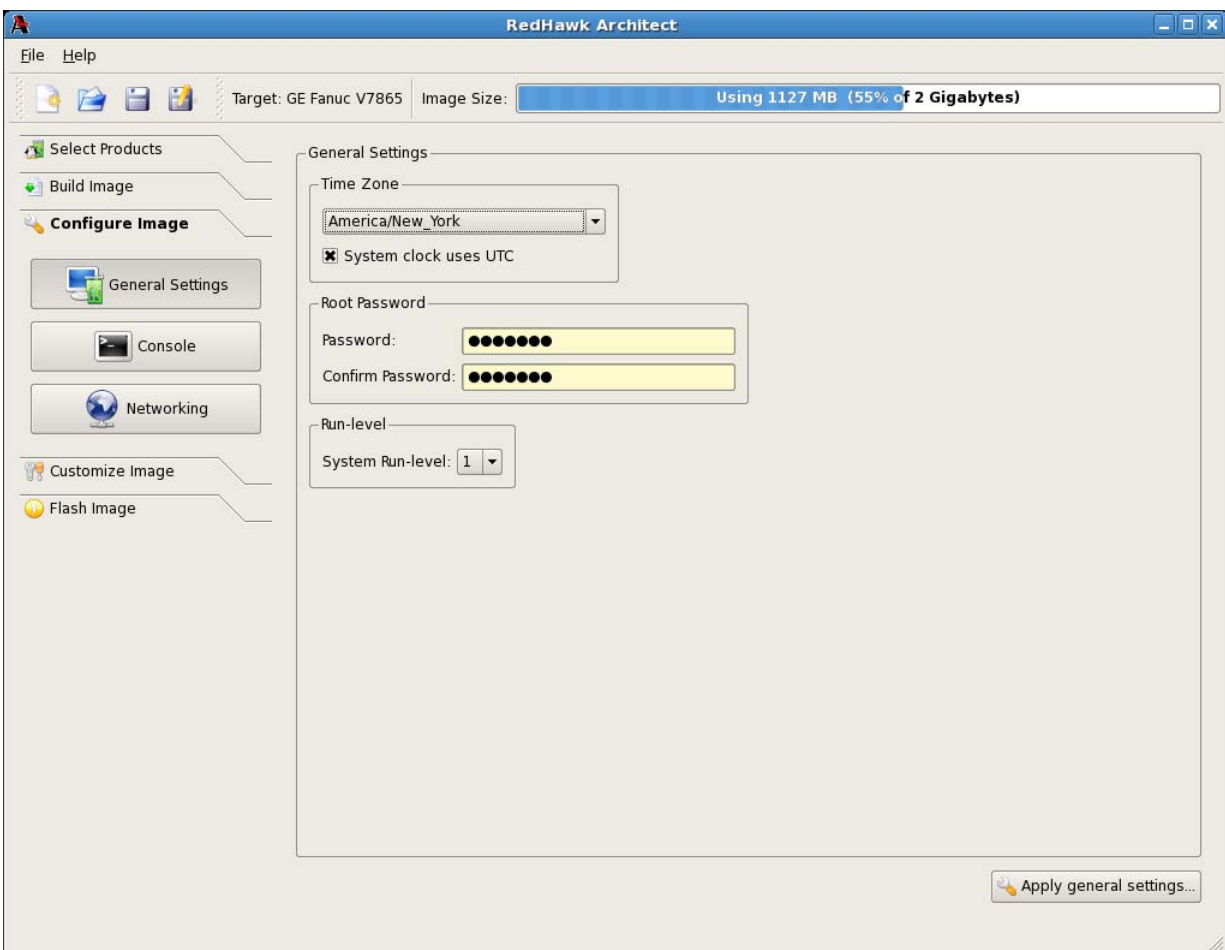 RedHawk Architect
File Help
Target: GE Fanuc V7865 Image Size: Using 1127 MB (55% of 2 Gigabytes)
Select Products
Build Image
Configure Image
General Settings
Console
Networking
Customize Image
Flash Image
General Settings
Time Zone
America/New_York
System clock uses UTC
Root Password
Password: ●●●●●●●
Confirm Password: ●●●●●●●
Run-level
System Run-level: 1
Apply general settings...